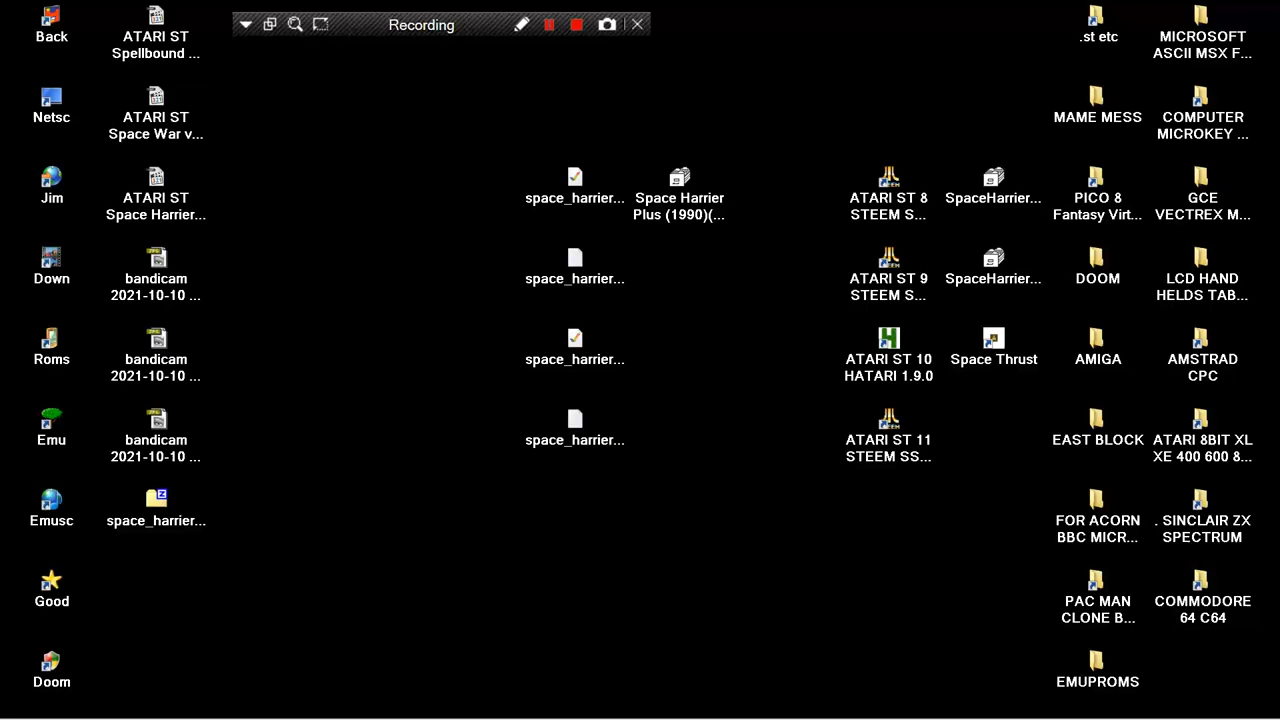 Recording
Back
ATARI ST
Spellbound ...
Netsc
ATARI ST
Space War v...
Jim
ATARI ST
Space Harrier...
Down
bandicam
2021-10-10 ...
Roms
bandicam
2021-10-10 ...
Emu
bandicam
2021-10-10 ...
Emusc
space_harrier...
Good
Doom
space_harrier...
Space Harrier
Plus (1990)(...
space_harrier...
space_harrier...
space_harrier...
ATARI ST 8
STEEM S...
SpaceHarrier...
ATARI ST 9
STEEM S...
SpaceHarrier...
ATARI ST 10
HATARI 1.9.0
Space Thrust
ATARI ST 11
STEEM SS...
.st etc
MICROSOFT
ASCII MSX F...
MAME MESS
COMPUTER
MICROKEY ...
PICO 8
Fantasy Virt...
GCE
VECTREX M...
DOOM
LCD HAND
HELDS TAB...
AMIGA
AMSTRAD
CPC
EAST BLOCK
ATARI 8BIT XL
XE 400 600 8...
FOR ACORN
BBC MICR...
. SINCLAIR ZX
SPECTRUM
PAC MAN
CLONE B...
COMMODORE
64 C64
EMUPROMS